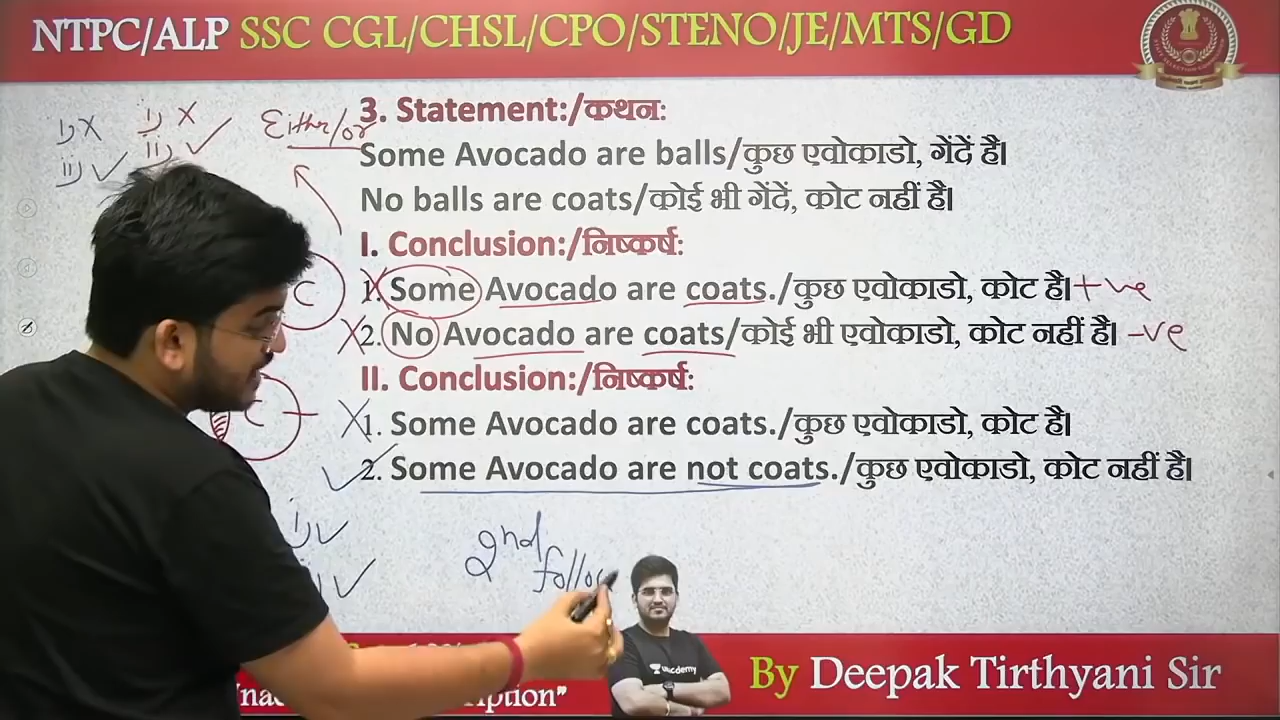 NTPC/ALP SSC CGL/CHSL/CPO/STENO/JE/MTS/GD
Either/or
3. Statement:/कथन:
Some Avocado are balls/कुछ एवोकाडो, गेंदें है।
No balls are coats/कोई भी गेंदें, कोट नहीं है।
I. Conclusion:/निष्कर्ष:
1. Some Avocado are coats./कुछ एवोकाडो, कोट है। +ve
2. No Avocado are coats/कोई भी एवोकाडो, कोट नहीं है। -ve
C
II. Conclusion:/निष्कर्ष:
1. Some Avocado are coats./कुछ एवोकाडो, कोट है।
2. Some Avocado are not coats./कुछ एवोकाडो, कोट नहीं है।
2nd
By Deepak Tirthyani Sir